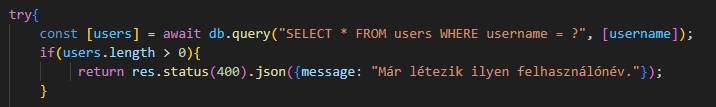 try{
const [users] = await db.query("SELECT * FROM users WHERE username = ?", [username]);
if(users.length > 0){
return res.status(400).json({message: "Már létezik ilyen felhasználónév."});
}